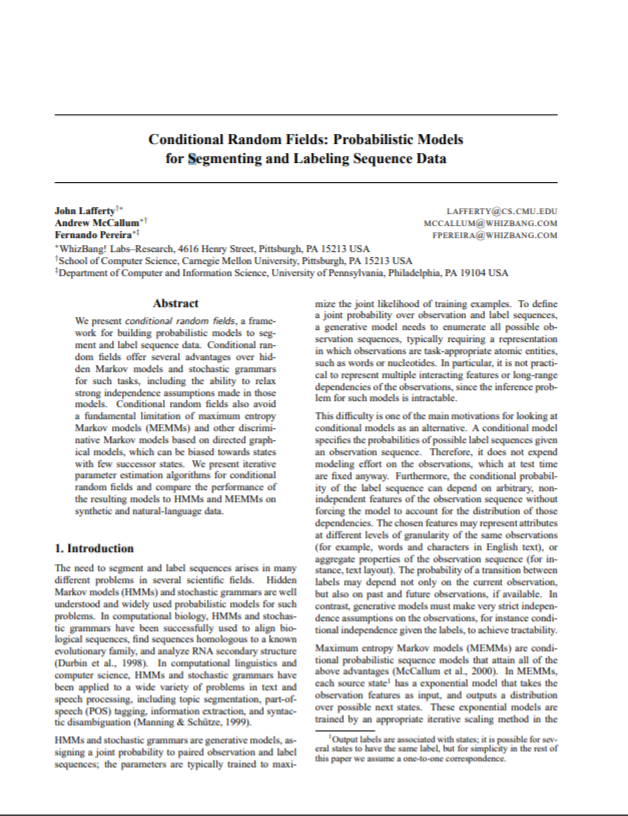 Conditional Random Fields: Probabilistic Models
for Segmenting and Labeling Sequence Data
John Lafferty†* LAFFERTY@CS.CMU.EDU
Andrew McCallum*† MCCALLUM@WHIZBANG.COM
Fernando Pereira*‡ FPEREIRA@WHIZBANG.COM
*WhizBang! Labs–Research, 4616 Henry Street, Pittsburgh, PA 15213 USA
†School of Computer Science, Carnegie Mellon University, Pittsburgh, PA 15213 USA
‡Department of Computer and Information Science, University of Pennsylvania, Philadelphia, PA 19104 USA
Abstract
We present conditional random fields, a frame-
work for building probabilistic models to seg-
ment and label sequence data. Conditional ran-
dom fields offer several advantages over hid-
den Markov models and stochastic grammars
for such tasks, including the ability to relax
strong independence assumptions made in those
models. Conditional random fields also avoid
a fundamental limitation of maximum entropy
Markov models (MEMMs) and other discrimi-
native Markov models based on directed graph-
ical models, which can be biased towards states
with few successor states. We present iterative
parameter estimation algorithms for conditional
random fields and compare the performance of
the resulting models to HMMs and MEMMs on
synthetic and natural-language data.
1. Introduction
The need to segment and label sequences arises in many
different problems in several scientific fields. Hidden
Markov models (HMMs) and stochastic grammars are well
understood and widely used probabilistic models for such
problems. In computational biology, HMMs and stochas-
tic grammars have been successfully used to align bio-
logical sequences, find sequences homologous to a known
evolutionary family, and analyze RNA secondary structure
(Durbin et al., 1998). In computational linguistics and
computer science, HMMs and stochastic grammars have
been applied to a wide variety of problems in text and
speech processing, including topic segmentation, part-of-
speech (POS) tagging, information extraction, and syntac-
tic disambiguation (Manning & Schütze, 1999).
HMMs and stochastic grammars are generative models, as-
signing a joint probability to paired observation and label
sequences; the parameters are typically trained to maxi-
mize the joint likelihood of training examples. To define
a joint probability over observation and label sequences,
a generative model needs to enumerate all possible ob-
servation sequences, typically requiring a representation
in which observations are task-appropriate atomic entities,
such as words or nucleotides. In particular, it is not practi-
cal to represent multiple interacting features or long-range
dependencies of the observations, since the inference prob-
lem for such models is intractable.
This difficulty is one of the main motivations for looking at
conditional models as an alternative. A conditional model
specifies the probabilities of possible label sequences given
an observation sequence. Therefore, it does not expend
modeling effort on the observations, which at test time
are fixed anyway. Furthermore, the conditional probabil-
ity of the label sequence can depend on arbitrary, non-
independent features of the observation sequence without
forcing the model to account for the distribution of those
dependencies. The chosen features may represent attributes
at different levels of granularity of the same observations
(for example, words and characters in English text), or
aggregate properties of the observation sequence (for in-
stance, text layout). The probability of a transition between
labels may depend not only on the current observation,
but also on past and future observations, if available. In
contrast, generative models must make very strict indepen-
dence assumptions on the observations, for instance condi-
tional independence given the labels, to achieve tractability.
Maximum entropy Markov models (MEMMs) are condi-
tional probabilistic sequence models that attain all of the
above advantages (McCallum et al., 2000). In MEMMs,
each source state¹ has a exponential model that takes the
observation features as input, and outputs a distribution
over possible next states. These exponential models are
trained by an appropriate iterative scaling method in the
¹Output labels are associated with states; it is possible for sev-
eral states to have the same label, but for simplicity in the rest of
this paper we assume a one-to-one correspondence.